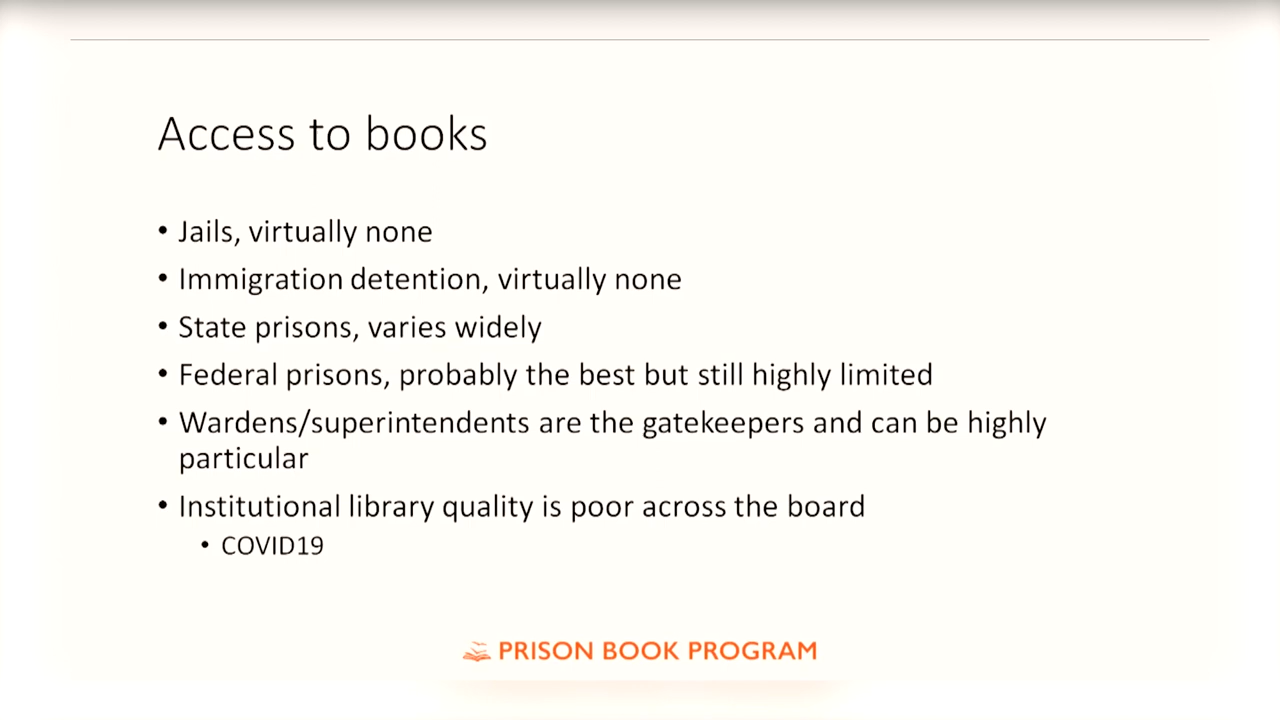 Access to books
• Jails, virtually none
• Immigration detention, virtually none
• State prisons, varies widely
• Federal prisons, probably the best but still highly limited
• Wardens/superintendents are the gatekeepers and can be highly
particular
• Institutional library quality is poor across the board
• COVID19
PRISON BOOK PROGRAM